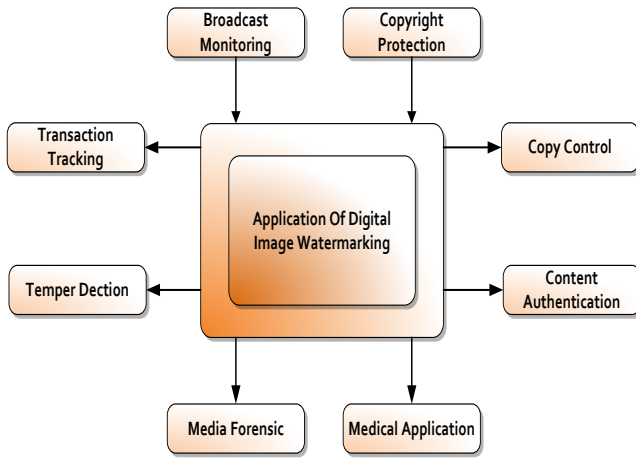 Broadcast
Monitoring
Copyright
Protection
Transaction
Tracking
Copy Control
Application Of Digital
Image Watermarking
Temper Dection
Content
Authentication
Media Forensic
Medical Application